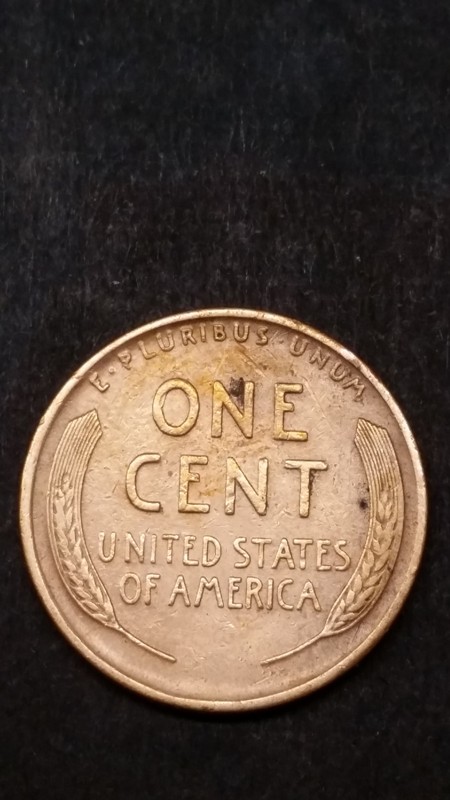 E·PLURIBUS·UNUM
ONE
CENT
UNITED STATES
OF AMERICA